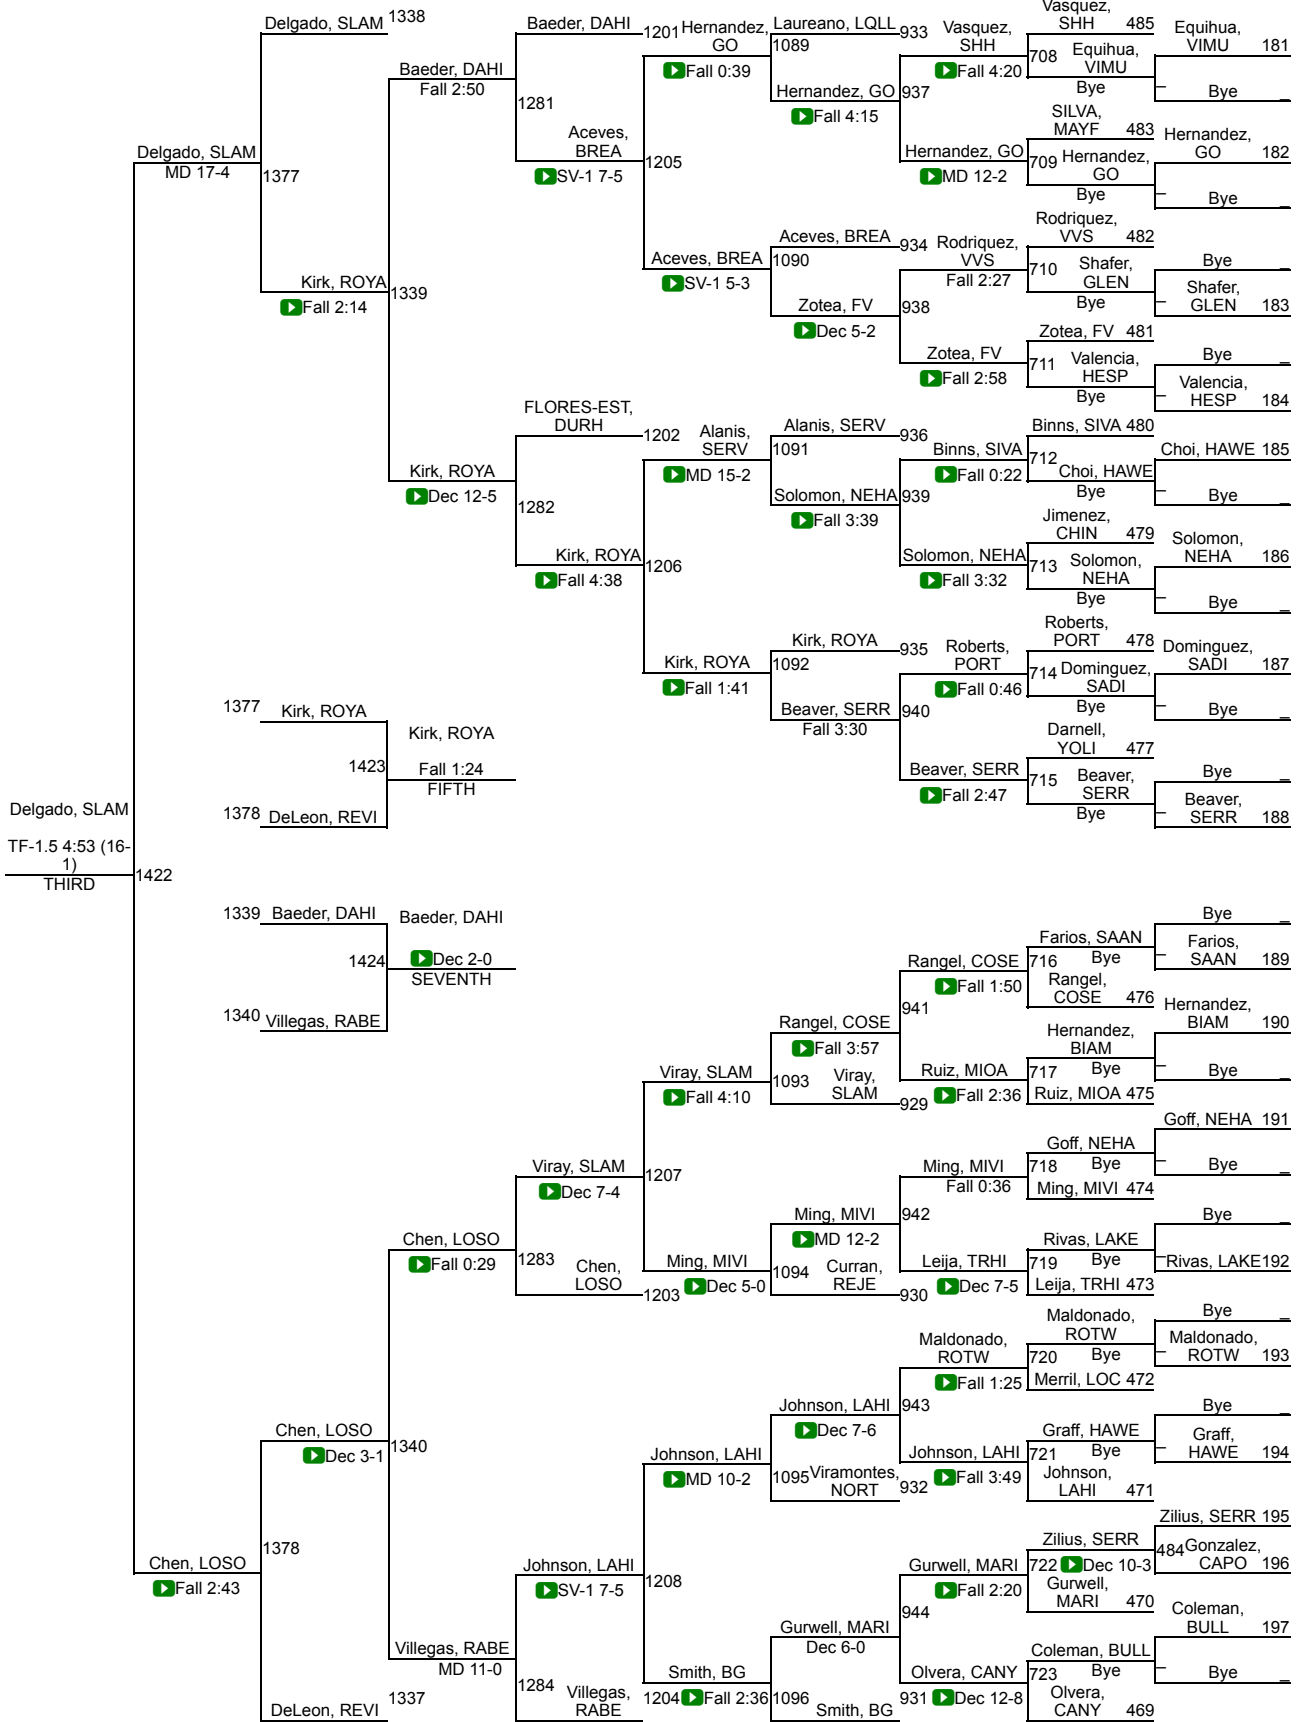 Delgado, SLAM 1338
Baeder, DAHI
1201
Hernandez,
GO
Laureano, LQLL
933
Vasquez,
SHH
Vasquez,
SHH 485
Equihua,
VIMU 181
1089
708
Equihua,
VIMU
Baeder, DAHI
Fall 2:50
Fall 0:39
Fall 4:20
Bye
_
Bye _
1281
Hernandez, GO
937
Fall 4:15
SILVA,
MAYF 483
Hernandez,
GO 182
Aceves,
BREA
1205
Hernandez, GO
709
Hernandez,
GO
Delgado, SLAM
MD 17-4
1377
SV-1 7-5
MD 12-2
Bye
_
Bye _
Rodriquez,
VVS 482
Aceves, BREA
934
Rodriquez,
VVS
Bye _
Aceves, BREA
1090
710
Shafer,
GLEN
Kirk, ROYA
1339
SV-1 5-3
Fall 2:27
Bye
_
Shafer,
GLEN 183
Fall 2:14
Zotea, FV
938
Dec 5-2
Zotea, FV 481
Zotea, FV
711
Valencia,
HESP
Bye _
Fall 2:58
Bye
_
Valencia,
HESP 184
FLORES-EST,
DURH
1202
Alanis,
SERV
Alanis, SERV
936
Binns, SIVA 480
1091
Binns, SIVA
712
Choi, HAWE 185
Kirk, ROYA
MD 15-2
Fall 0:22
Choi, HAWE
Bye
_
Bye _
Dec 12-5
1282
Solomon, NEHA
939
Fall 3:39
Jimenez,
CHIN 479
Solomon,
NEHA 186
Kirk, ROYA
1206
Solomon, NEHA
713
Solomon,
NEHA
Fall 4:38
Fall 3:32
Bye
_
Bye _
Roberts,
PORT 478
Kirk, ROYA
935
Roberts,
PORT
Dominguez,
SADI 187
Kirk, ROYA
1092
714
Dominguez,
SADI
Fall 1:41
Fall 0:46
Bye
_
Bye _
1377 Kirk, ROYA
Beaver, SERR
940
Fall 3:30
Kirk, ROYA
Darnell,
YOLI 477
1423
Fall 1:24
FIFTH
Beaver, SERR
715
Beaver,
SERR
Bye _
Fall 2:47
Bye
_
Beaver,
SERR 188
Delgado, SLAM
1378 DeLeon, REVI
TF-1.5 4:53 (16-
1)
THIRD
1422
1339 Baeder, DAHI
Baeder, DAHI
Bye _
Farios, SAAN
1424
Dec 2-0
SEVENTH
Rangel, COSE
716
Bye
_
Farios,
SAAN 189
Fall 1:50
Rangel,
COSE 476
1340 Villegas, RABE
941
Rangel, COSE
Hernandez,
BIAM 190
Fall 3:57
Hernandez,
BIAM
Viray, SLAM
1093
Viray,
SLAM
929
Ruiz, MIOA
717
Bye
_
Bye _
Fall 4:10
Fall 2:36
Ruiz, MIOA 475
Goff, NEHA 191
Goff, NEHA
Viray, SLAM
1207
Ming, MIVI
718
Bye
_
Bye _
Dec 7-4
Fall 0:36
Ming, MIVI 474
Ming, MIVI
942
Bye _
Chen, LOSO
MD 12-2
Rivas, LAKE
Fall 0:29
1283
Chen,
LOSO
1203
Ming, MIVI
1094
Curran,
REJE
930
Leija, TRHI
719
Bye
_
Rivas, LAKE 192
Dec 5-0
Dec 7-5
Leija, TRHI 473
Maldonado,
ROTW
Maldonado,
ROTW
Bye _
720
Bye
_
Maldonado,
ROTW 193
Fall 1:25
Merril, LOC 472
Johnson, LAHI
943
Bye _
Chen, LOSO
1340
Dec 7-6
Graff, HAWE
Dec 3-1
Johnson, LAHI
1095
Viramontes,
NORT
932
Johnson, LAHI
721
Bye
_
Graff,
HAWE 194
MD 10-2
Fall 3:49
Johnson,
LAHI 471
Zilius, SERR 195
1378
Zilius, SERR
484
Gonzalez,
CAPO 196
Chen, LOSO
Johnson, LAHI
1208
Gurwell, MARI
722
Dec 10-3
Fall 2:43
SV-1 7-5
Fall 2:20
Gurwell,
MARI 470
944
Gurwell, MARI
Dec 6-0
Coleman,
BULL 197
Villegas, RABE
MD 11-0
Coleman, BULL
1284
Villegas,
RABE
1204
Smith, BG
Fall 2:36
1096
Smith, BG
931
Olvera, CANY
Dec 12-8
723
Bye
_
Bye _
DeLeon, REVI
1337
Olvera,
CANY 469